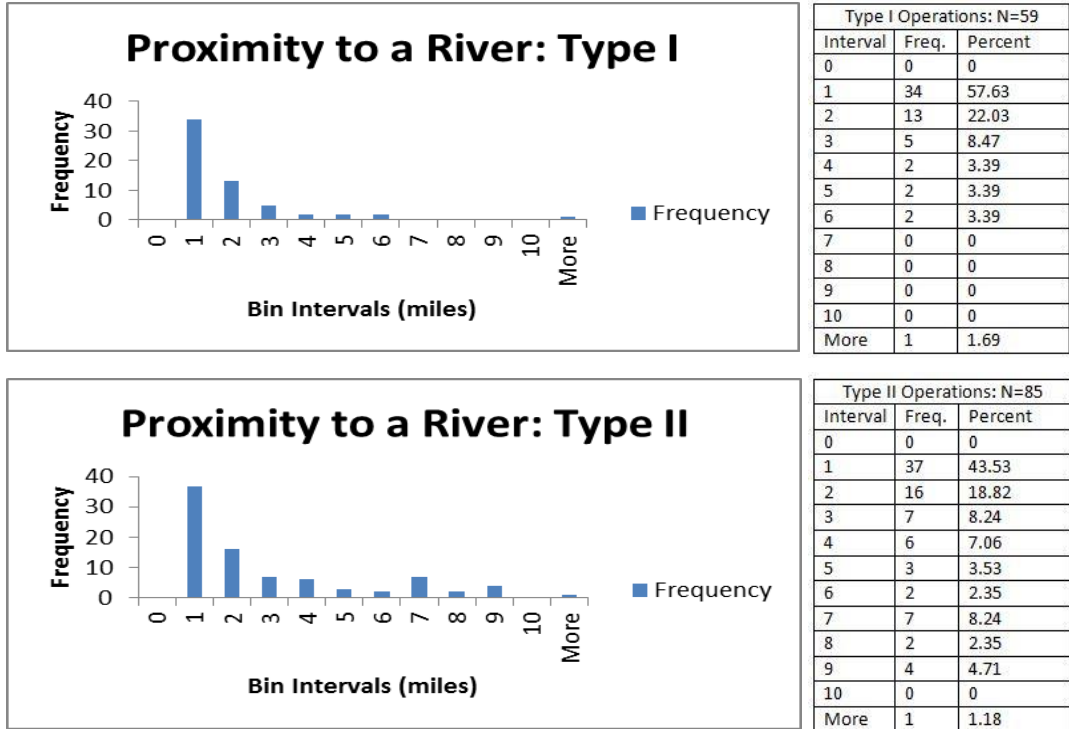 Proximity to a River: Type I
Frequency
40
30
20
10
0
0 1 2 3 4 5 6 7 8 9 10 More
Bin Intervals (miles)
Frequency
Type I Operations: N=59
Interval Freq. Percent
0 0 0
1 34 57.63
2 13 22.03
3 5 8.47
4 2 3.39
5 2 3.39
6 2 3.39
7 0 0
8 0 0
9 0 0
10 0 0
More 1 1.69
Proximity to a River: Type II
Frequency
40
30
20
10
0
0 1 2 3 4 5 6 7 8 9 10 More
Bin Intervals (miles)
Frequency
Type II Operations: N=85
Interval Freq. Percent
0 0 0
1 37 43.53
2 16 18.82
3 7 8.24
4 6 7.06
5 3 3.53
6 2 2.35
7 7 8.24
8 2 2.35
9 4 4.71
10 0 0
More 1 1.18